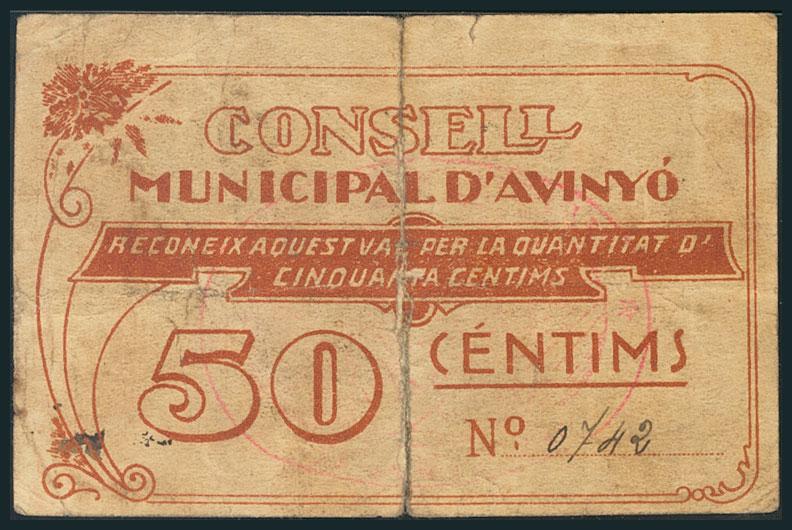 CONSELL
MUNICIPAL D'AVINYÓ
RECONEIX AQUEST VAL PER LA QUANTITAT D'
CINQUANTA CENTIMS
50 CÉNTIMS
Nº 0742